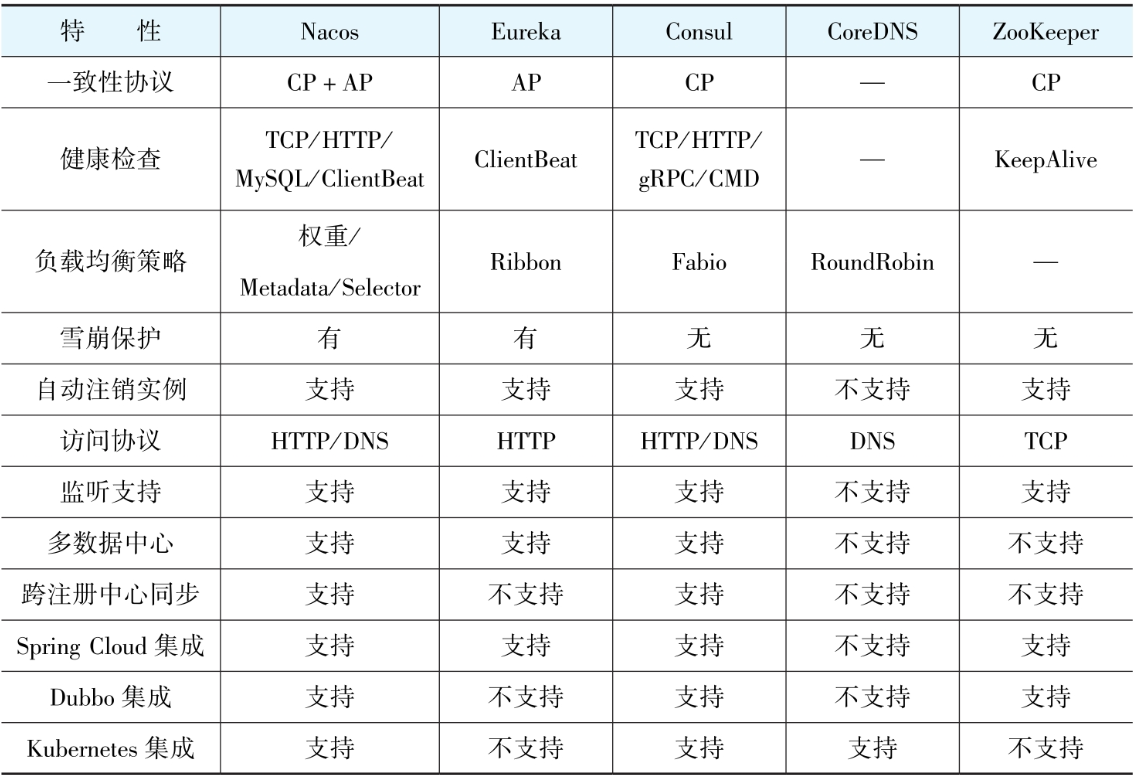 特 性 Nacos Eureka Consul CoreDNS ZooKeeper
一致性协议 CP + AP AP CP — CP
健康检查 TCP/HTTP/
MySQL/ClientBeat ClientBeat TCP/HTTP/
gRPC/CMD — KeepAlive
负载均衡策略 权重/
Metadata/Selector Ribbon Fabio RoundRobin —
雪崩保护 有 有 无 无 无
自动注销实例 支持 支持 支持 不支持 支持
访问协议 HTTP/DNS HTTP HTTP/DNS DNS TCP
监听支持 支持 支持 支持 不支持 支持
多数据中心 支持 支持 支持 不支持 不支持
跨注册中心同步 支持 不支持 支持 不支持 不支持
Spring Cloud 集成 支持 支持 支持 不支持 支持
Dubbo 集成 支持 不支持 支持 不支持 支持
Kubernetes 集成 支持 不支持 支持 支持 不支持